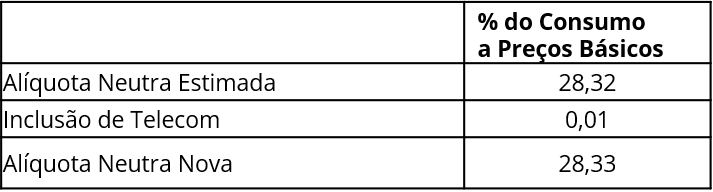 % do Consumo
a Preços Básicos
Alíquota Neutra Estimada 28,32
Inclusão de Telecom 0,01
Alíquota Neutra Nova 28,33